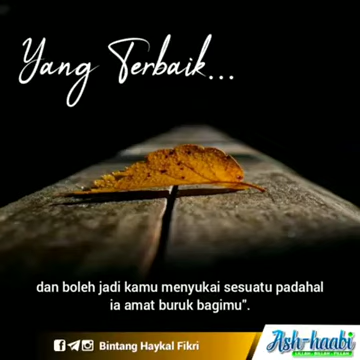 Yang Terbaik...
dan boleh jadi kamu menyukai sesuatu padahal
ia amat buruk bagimu".
Bintang Haykal Fikri
Ash-haabi